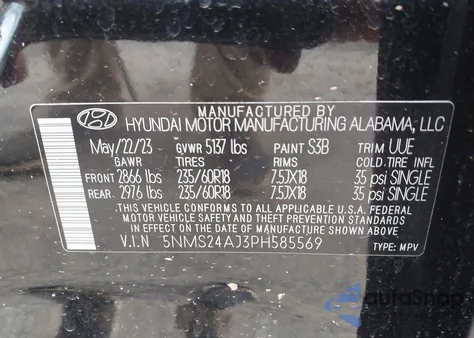 MANUFACTURED BY
HYUNDAI MOTOR MANUFACTURING ALABAMA, LLC
May/22/23 GVWR 5137 lbs PAINT S3B TRIM UUE
GAWR TIRES RIMS COLD TIRE INFL
FRONT 2866 lbs 235/60R18 7.5JX18 35 psi SINGLE
REAR 2976 lbs 235/60R18 7.5JX18 35 psi SINGLE
THIS VEHICLE CONFORMS TO ALL APPLICABLE U.S.A. FEDERAL
MOTOR VEHICLE SAFETY AND THEFT PREVENTION STANDARDS
IN EFFECT ON THE DATE OF MANUFACTURE SHOWN ABOVE.
V.I.N 5NMS24AJ3PH585569 TYPE: MPV
autoSnap